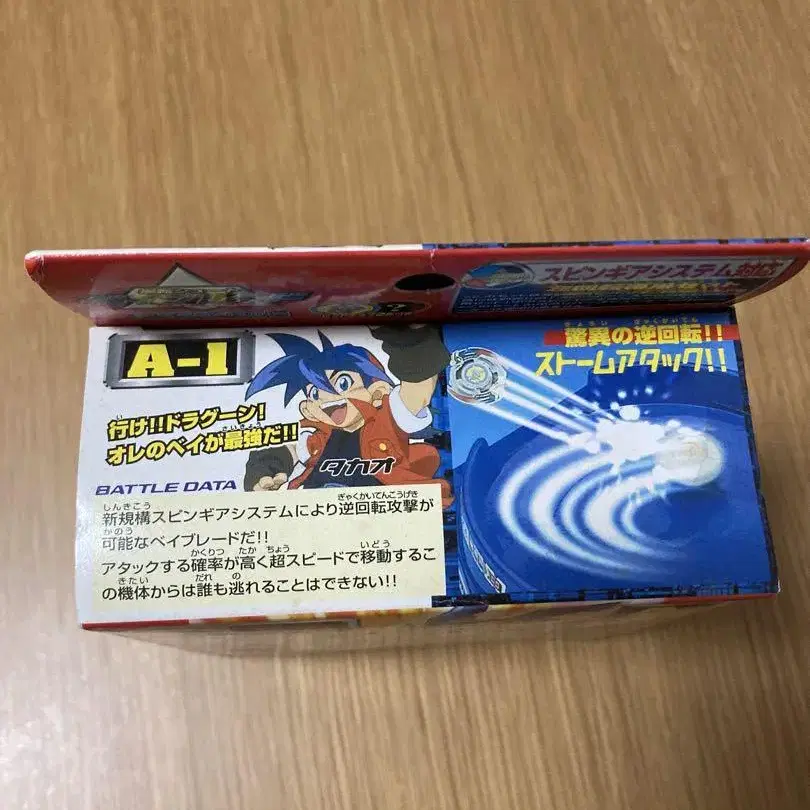 スピンギアシステム対応
A-1
行け!!ドラグーン!
オレのベイが最強だ!!
タカオ
BATTLE DATA
新規構スピンギアシステムにより逆回転攻撃が
可能なベイブレードだ!!
アタックする確率が高く超スピードで移動するこ
の機体からは誰も逃れることはできない!!
驚異の逆回転!!
ストームアタック!!